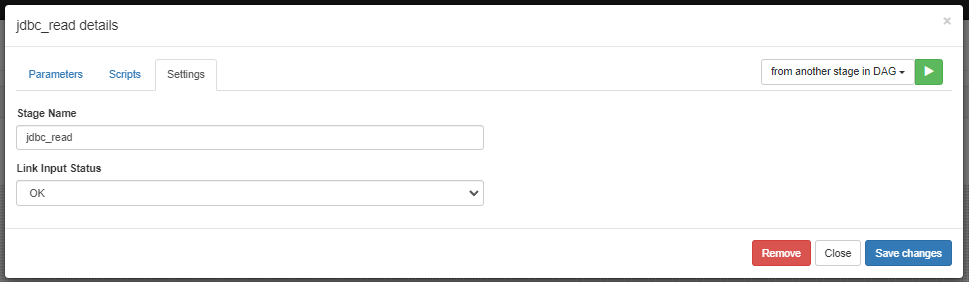 jdbc_read details
×
Parameters Scripts Settings from another stage in DAG
Stage Name
jdbc_read
Link Input Status
OK
Remove Close Save changes